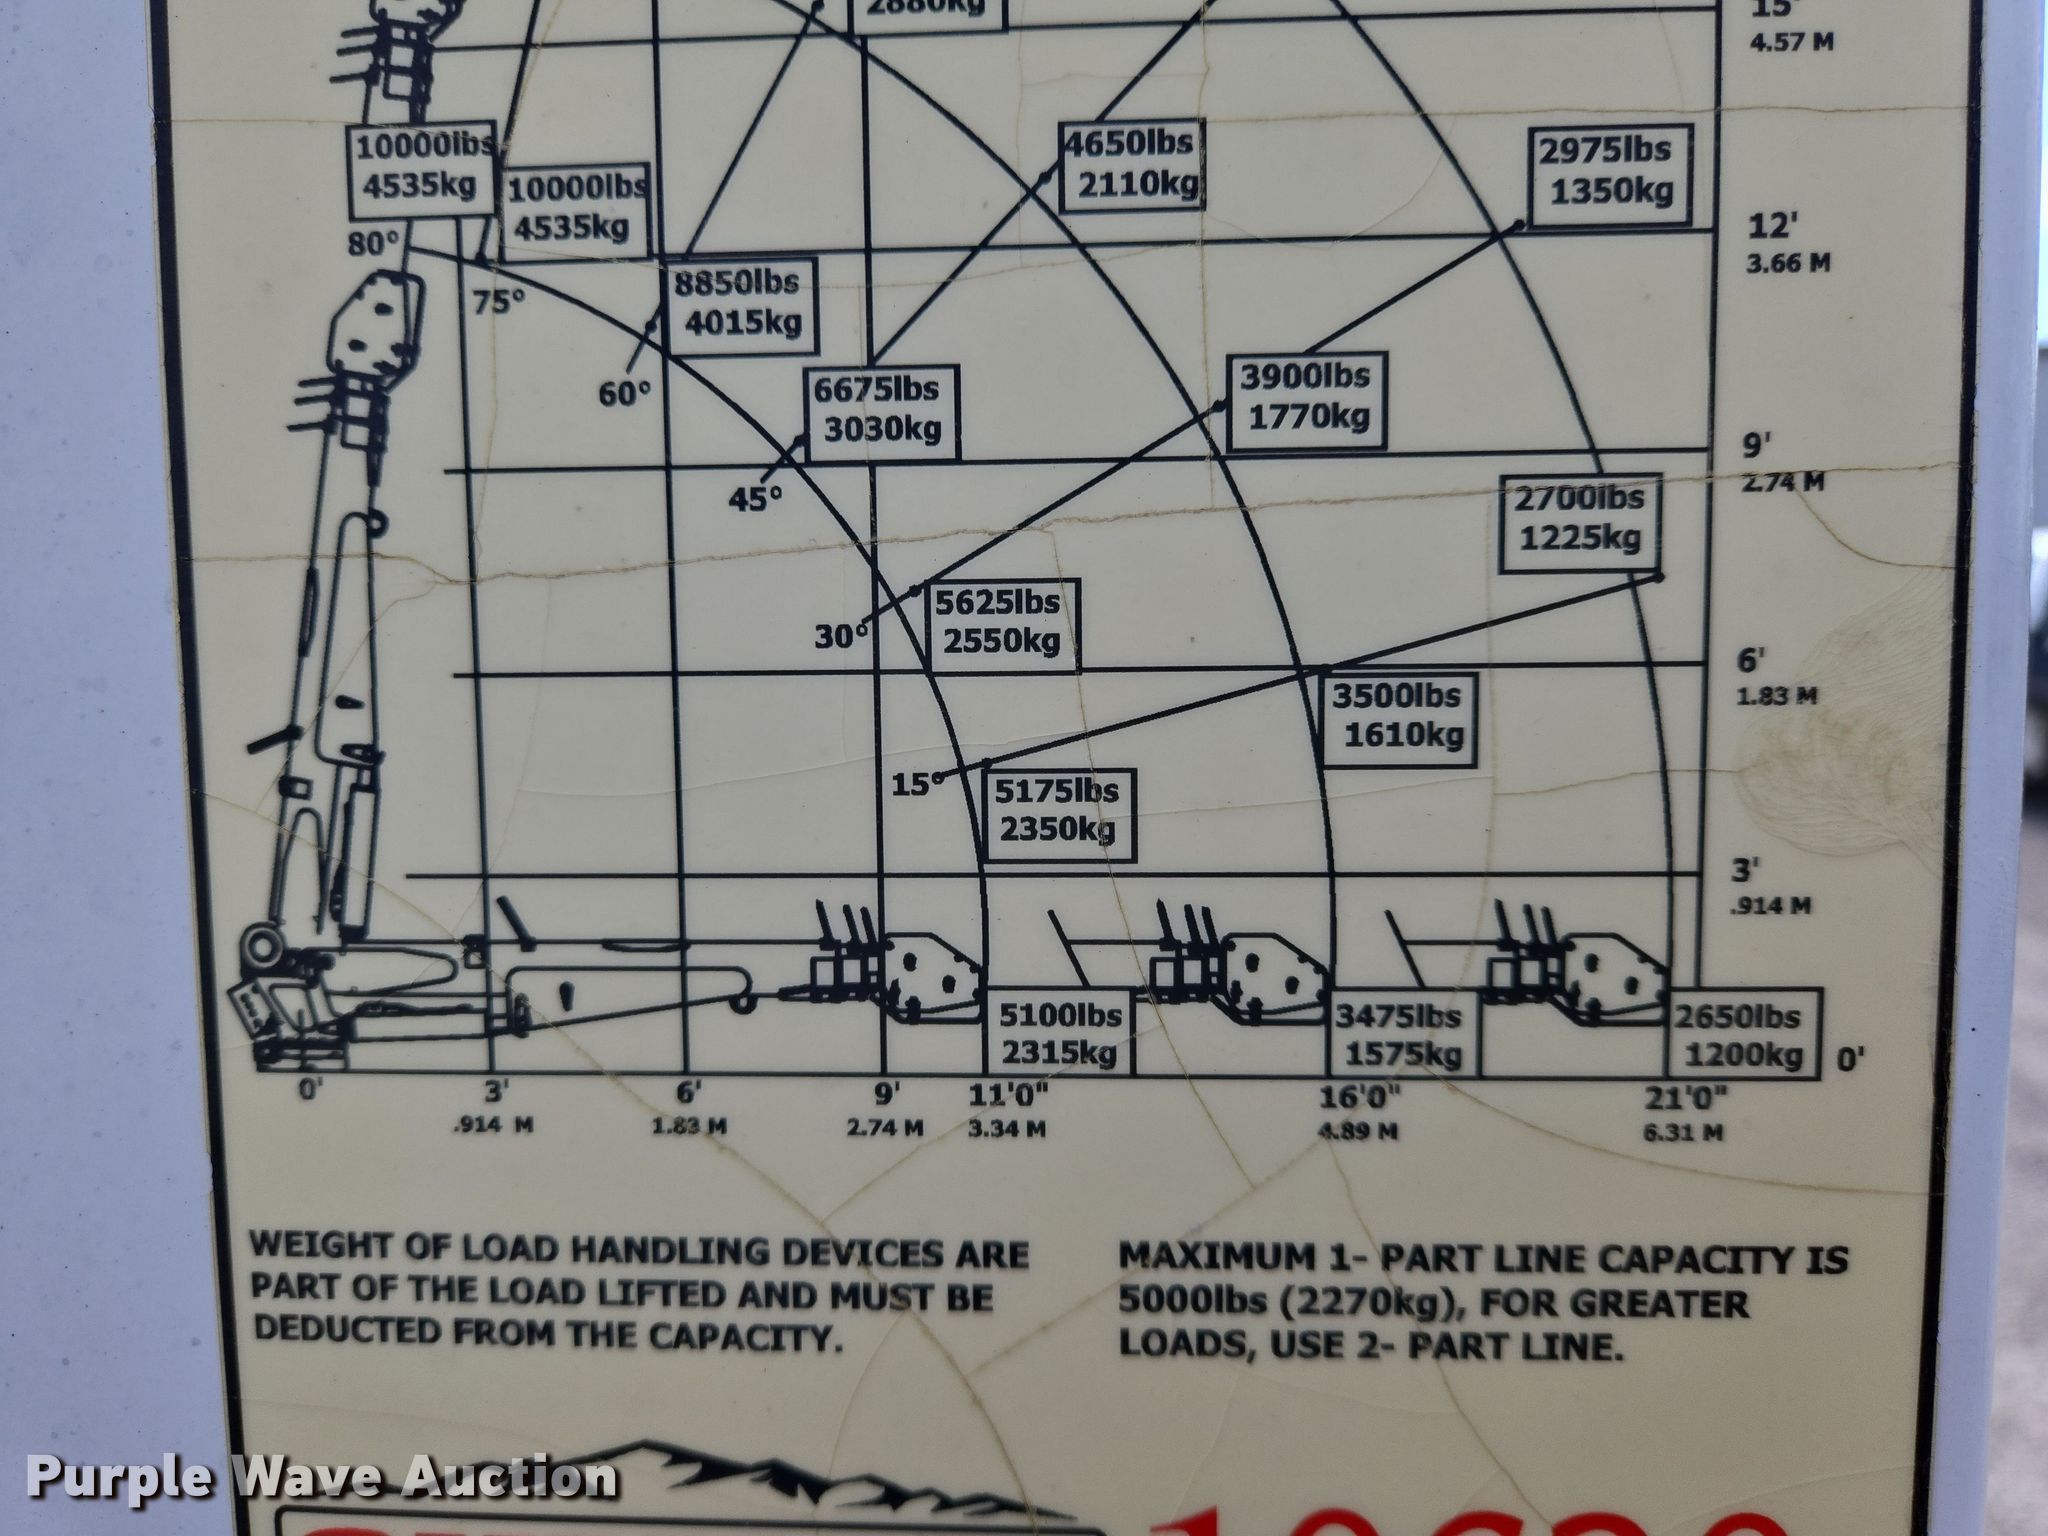 2880kg
15'
4.57 M
10000lbs
4535kg
10000lbs
4535kg
4650lbs
2110kg
2975lbs
1350kg
12'
3.66 M
80°
75°
8850lbs
4015kg
60°
6675lbs
3030kg
3900lbs
1770kg
9'
2.74 M
45°
2700lbs
1225kg
5625lbs
2550kg
30°
6'
1.83 M
3500lbs
1610kg
15°
5175lbs
2350kg
3'
.914 M
5100lbs
2315kg
3475lbs
1575kg
2650lbs
1200kg
0'
0' 3' 6' 9' 11'0" 16'0" 21'0"
.914 M 1.83 M 2.74 M 3.34 M 4.89 M 6.31 M
WEIGHT OF LOAD HANDLING DEVICES ARE
PART OF THE LOAD LIFTED AND MUST BE
DEDUCTED FROM THE CAPACITY.
MAXIMUM 1- PART LINE CAPACITY IS
5000lbs (2270kg), FOR GREATER
LOADS, USE 2- PART LINE.
Purple Wave Auction